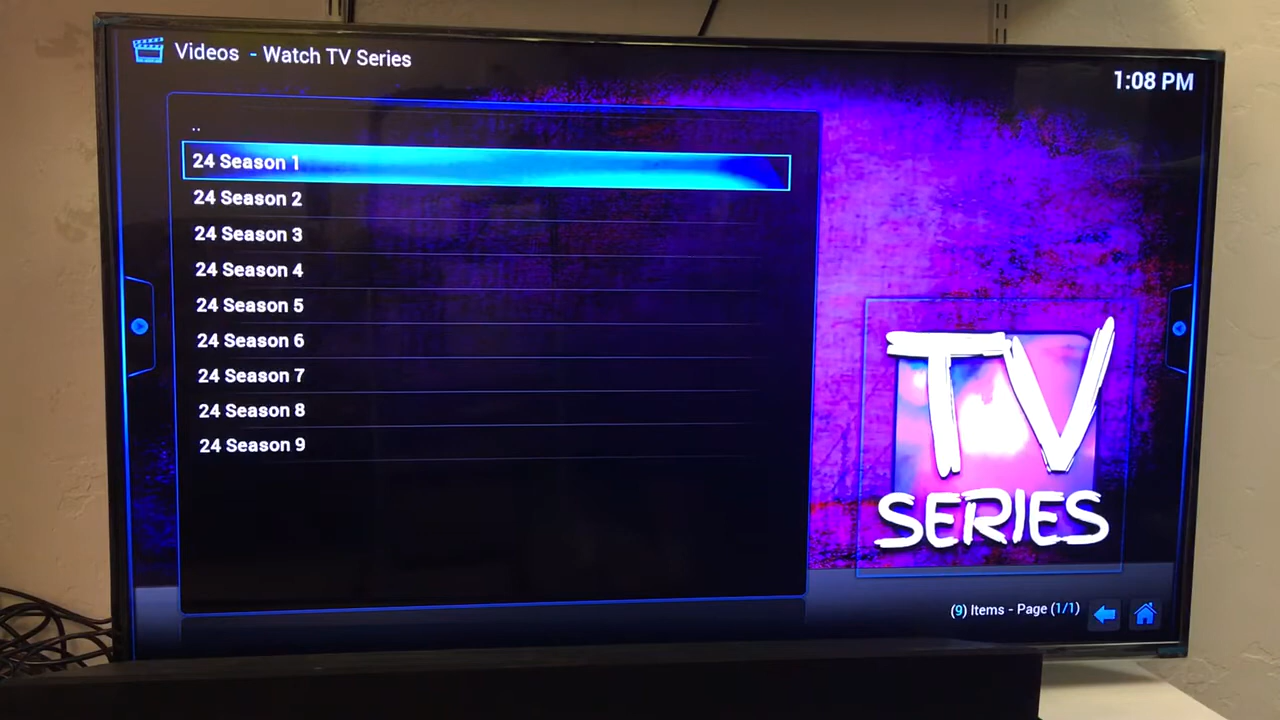 Videos - Watch TV Series
1:08 PM
..
24 Season 1
24 Season 2
24 Season 3
24 Season 4
24 Season 5
24 Season 6
24 Season 7
24 Season 8
24 Season 9
TV
SERIES
(9) Items - Page (1/1)